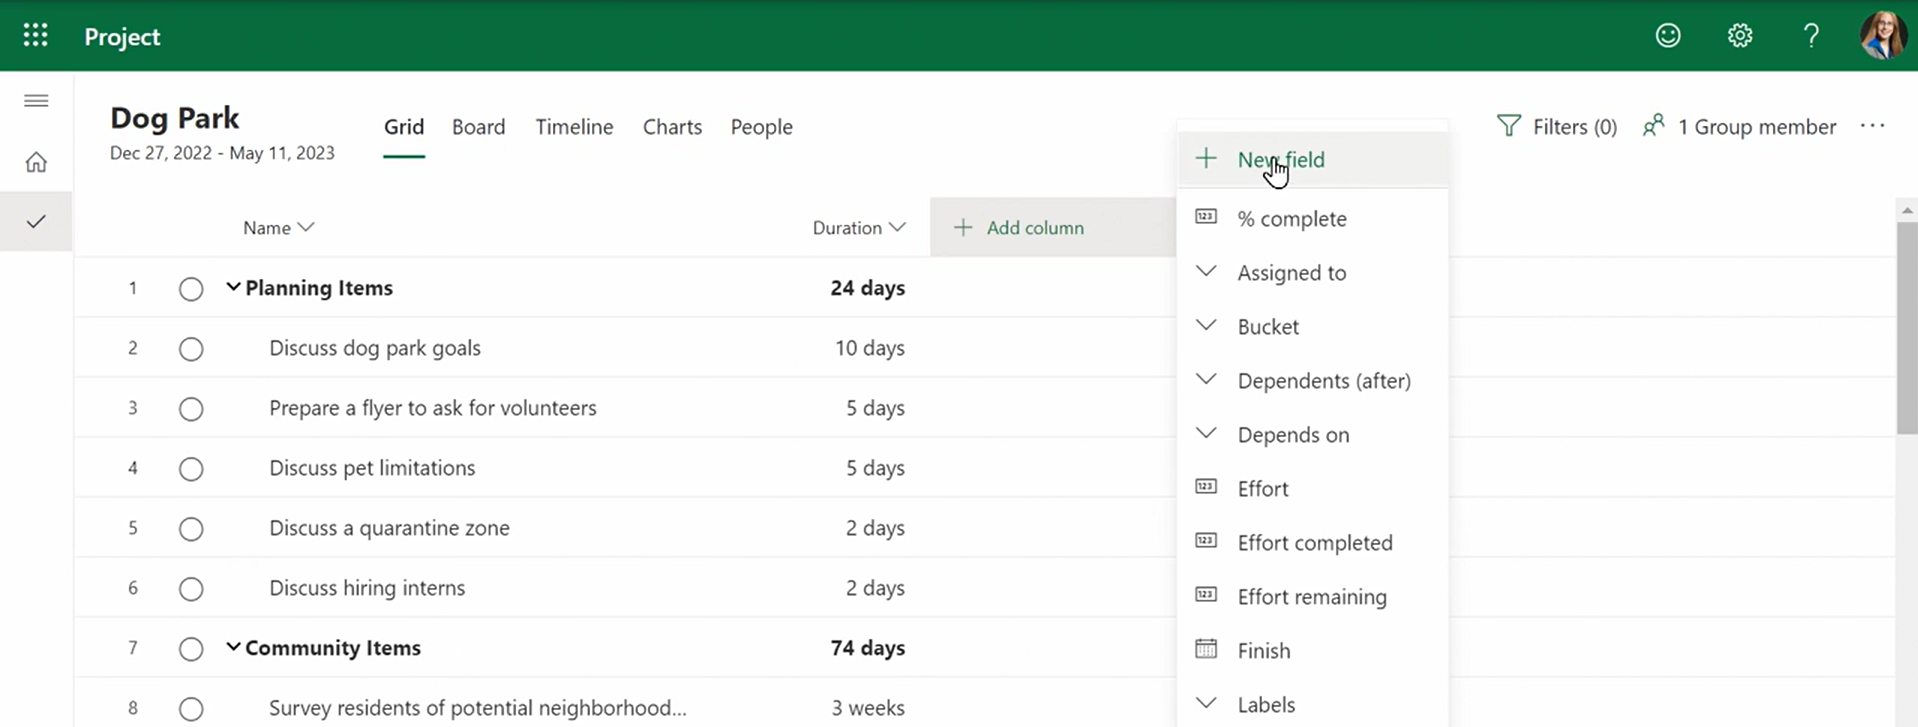 Project
Dog Park
Dec 27, 2022 - May 11, 2023
Grid Board Timeline Charts People
Filters (0) 1 Group member
Name Duration + Add column
1 Planning Items 24 days
2 Discuss dog park goals 10 days
3 Prepare a flyer to ask for volunteers 5 days
4 Discuss pet limitations 5 days
5 Discuss a quarantine zone 2 days
6 Discuss hiring interns 2 days
7 Community Items 74 days
8 Survey residents of potential neighborhood... 3 weeks
+ New field
123 % complete
Assigned to
Bucket
Dependents (after)
Depends on
123 Effort
123 Effort completed
123 Effort remaining
Finish
Labels